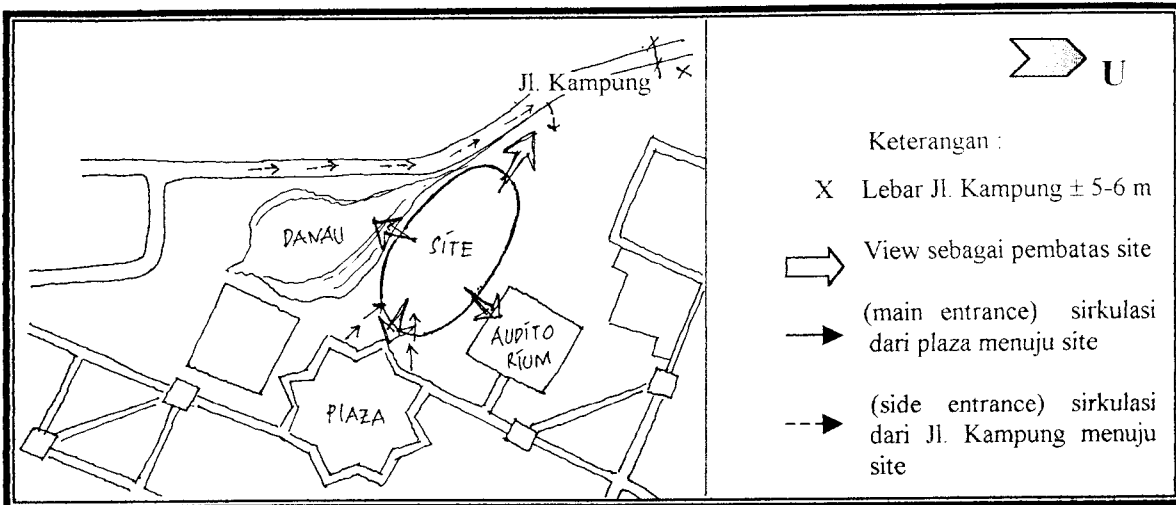 Jl. Kampung
X
DANAU
SITE
AUDITO
RIUM
PLAZA
U
Keterangan :
X Lebar Jl. Kampung ± 5-6 m
View sebagai pembatas site
(main entrance) sirkulasi
dari plaza menuju site
(side entrance) sirkulasi
dari Jl. Kampung menuju
site